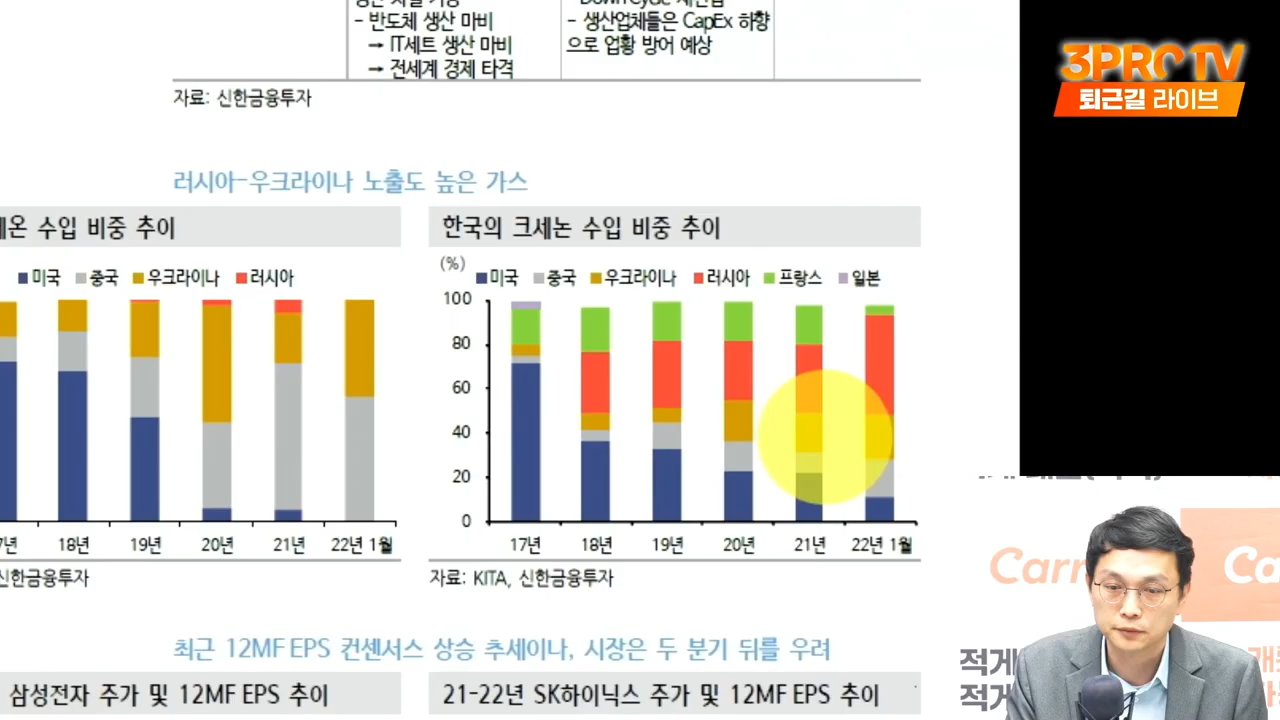 - 반도체 생산 마비
→ IT세트 생산 마비
→ 전세계 경제 타격
- 생산업체들은 CapEx 하향
으로 업황 방어 예상
자료: 신한금융투자
3PRO TV
퇴근길 라이브
러시아-우크라이나 노출도 높은 가스
수입 비중 추이
미국 중국 우크라이나 러시아
18년 19년 20년 21년 22년 1월
신한금융투자
한국의 크세논 수입 비중 추이
(%)
미국 중국 우크라이나 러시아 프랑스 일본
100
80
60
40
20
0
17년 18년 19년 20년 21년 22년 1월
자료: KITA, 신한금융투자
최근 12MF EPS 컨센서스 상승 추세이나, 시장은 두 분기 뒤를 우려
삼성전자 주가 및 12MF EPS 추이
21-22년 SK하이닉스 주가 및 12MF EPS 추이
Carr
Ca
적게
적게